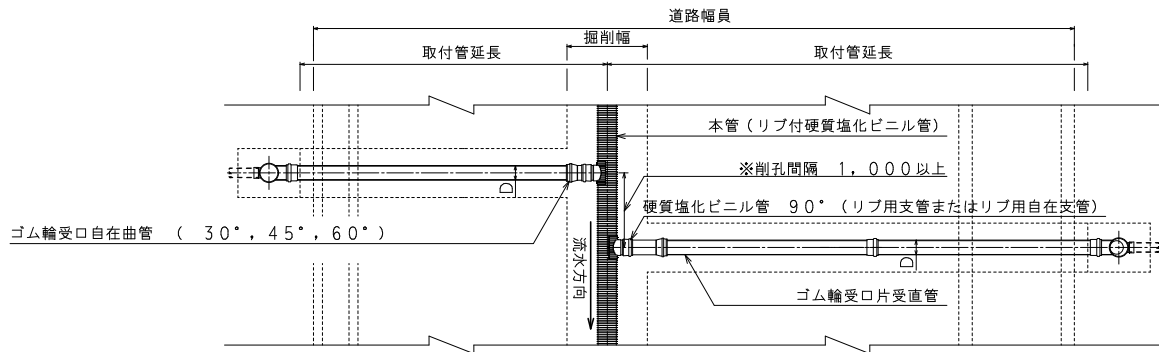 道路幅員
掘削幅
取付管延長
取付管延長
本管（リブ付硬質塩化ビニル管）
※削孔間隔　１，０００以上
D
硬質塩化ビニル管　９０°（リブ用支管またはリブ用自在支管）
ゴム輪受口自在曲管　（　３０°，４５°，６０°）
流水方向
D
ゴム輪受口片受直管